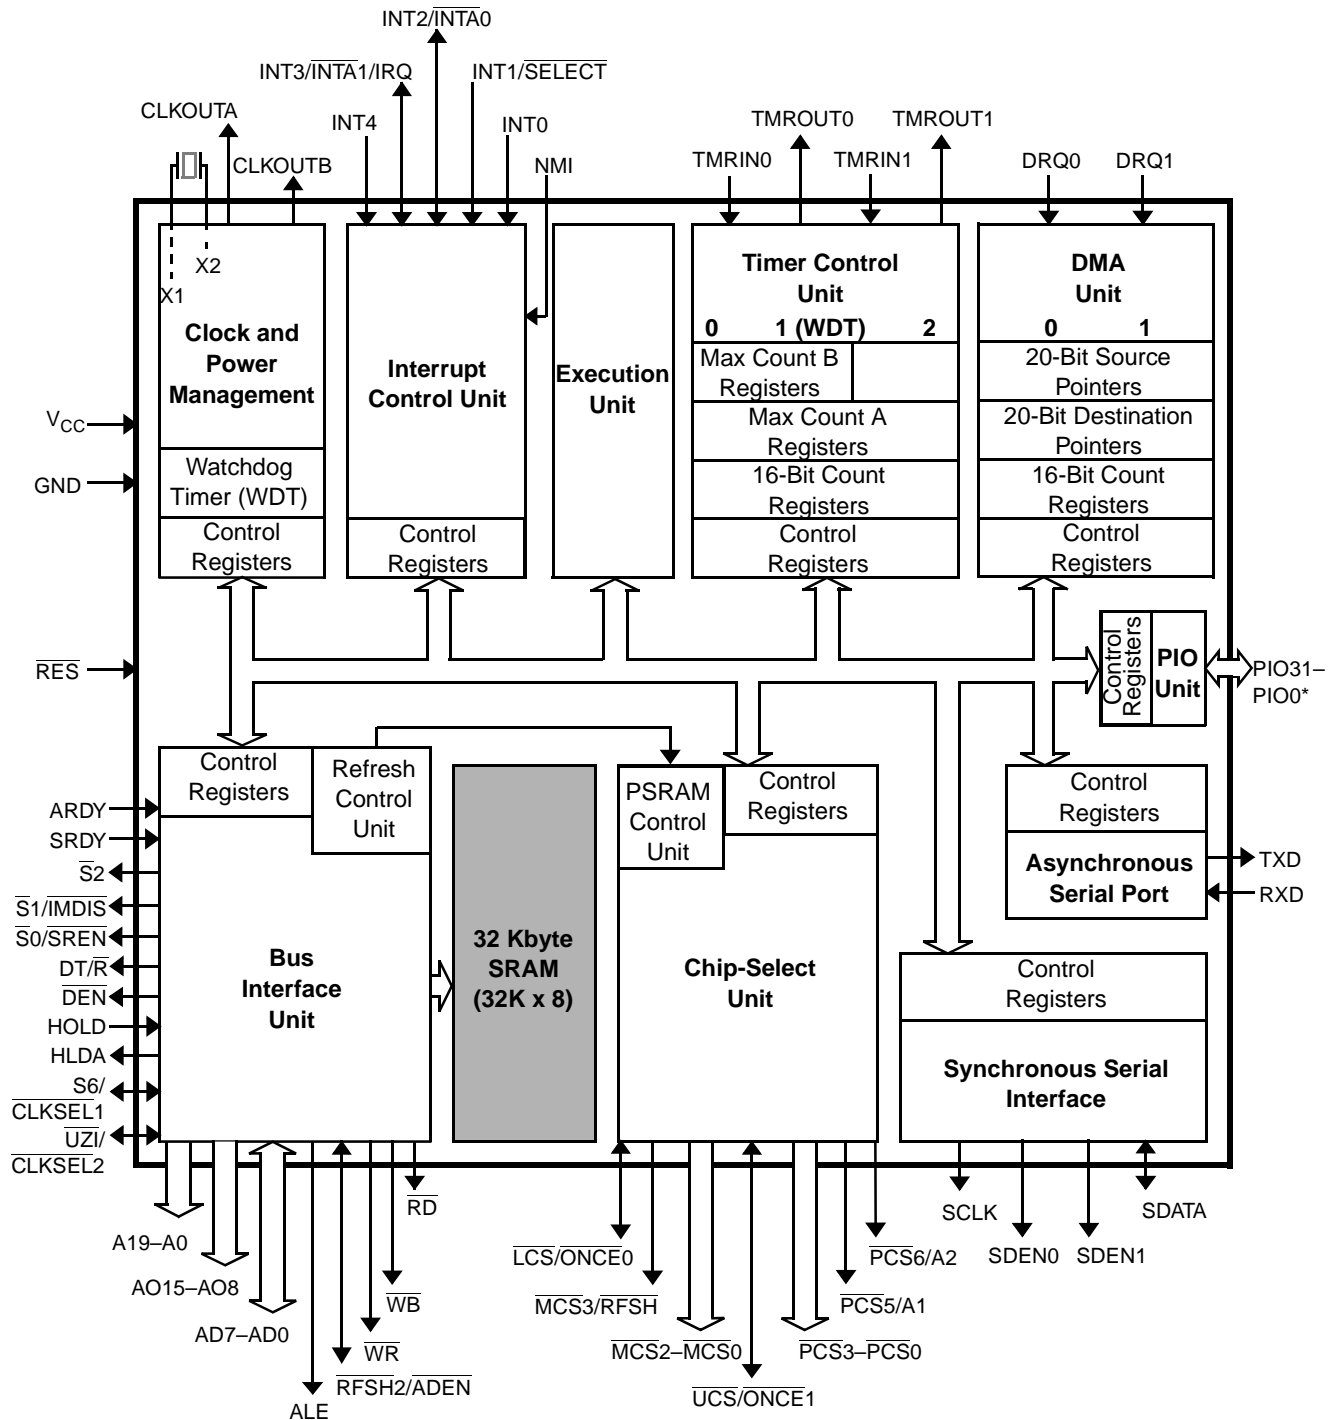 INT2/INTA0
INT3/INTA1/IRQ
INT1/SELECT
CLKOUTA
INT4
INT0
TMROUT0
TMROUT1
CLKOUTB
NMI
TMRIN0
TMRIN1
DRQ0
DRQ1
X2
X1
Clock and
Power
Management
Watchdog
Timer (WDT)
Control
Registers
Interrupt
Control Unit
Control
Registers
Execution
Unit
Timer Control
Unit
0 1 (WDT) 2
Max Count B
Registers
Max Count A
Registers
16-Bit Count
Registers
Control
Registers
DMA
Unit
0 1
20-Bit Source
Pointers
20-Bit Destination
Pointers
16-Bit Count
Registers
Control
Registers
VCC
GND
RES
Control
Registers
PIO
Unit
PIO31–
PIO0*
Control
Registers
Refresh
Control
Unit
Bus
Interface
Unit
32 Kbyte
SRAM
(32K x 8)
PSRAM
Control
Unit
Control
Registers
Chip-Select
Unit
Control
Registers
Asynchronous
Serial Port
TXD
RXD
Control
Registers
Synchronous Serial
Interface
ARDY
SRDY
S2
S1/IMDIS
S0/SREN
DT/R
DEN
HOLD
HLDA
S6/
CLKSEL1
UZI/
CLKSEL2
A19–A0
AO15–AO8
AD7–AD0
ALE
RFSH2/ADEN
WR
WB
RD
LCS/ONCE0
MCS3/RFSH
MCS2–MCS0
UCS/ONCE1
PCS3–PCS0
PCS5/A1
PCS6/A2
SCLK
SDEN0
SDEN1
SDATA